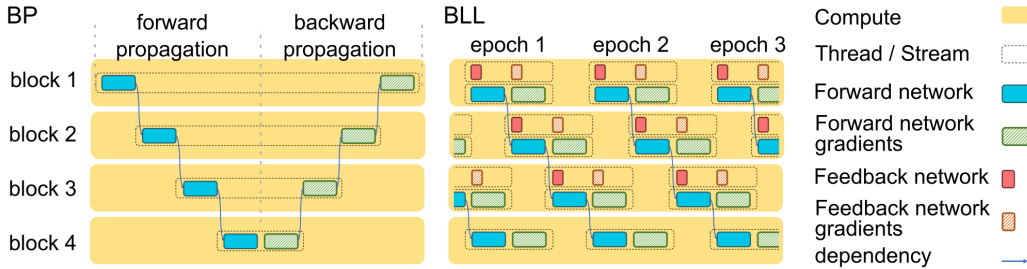 BP
forward
propagation
backward
propagation
block 1
block 2
block 3
block 4
BLL
epoch 1
epoch 2
epoch 3
Compute
Thread / Stream
Forward network
Forward network
gradients
Feedback network
Feedback network
gradients
dependency